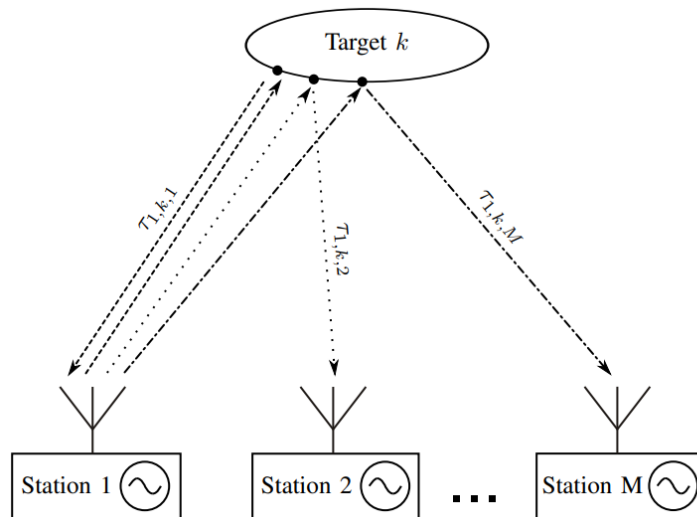 Target k
τ1,k,1
τ1,k,2
τ1,k,M
Station 1
Station 2
...
Station M